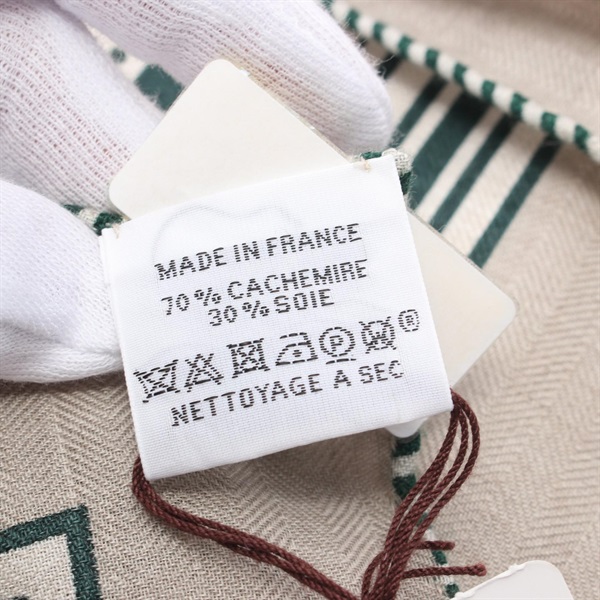 MADE IN FRANCE
70% CACHEMIRE
30% SOIE
P ®
NETTOYAGE A SEC